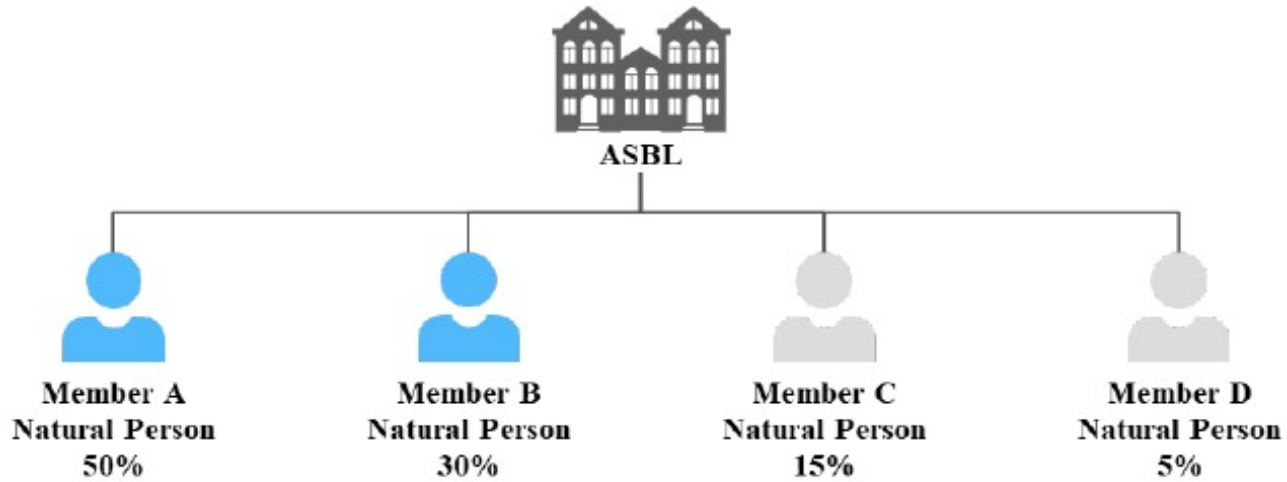 ASBL
Member A
Natural Person
50%
Member B
Natural Person
30%
Member C
Natural Person
15%
Member D
Natural Person
5%